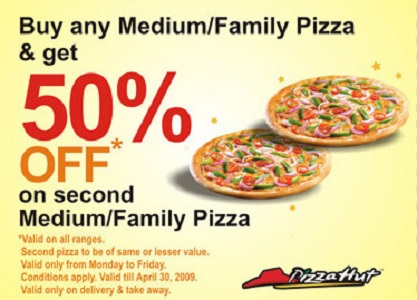 Buy any Medium/Family Pizza
& get
50%
OFF*
on second
Medium/Family Pizza
*Valid on all ranges.
Second pizza to be of same or lesser value.
Valid only from Monday to Friday.
Conditions apply. Valid till April 30, 2009.
Valid only on delivery & take away.
Pizza Hut